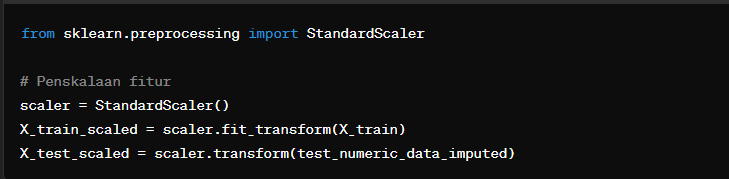 from sklearn.preprocessing import StandardScaler
# Penskalaan fitur
scaler = StandardScaler()
X_train_scaled = scaler.fit_transform(X_train)
X_test_scaled = scaler.transform(test_numeric_data_imputed)